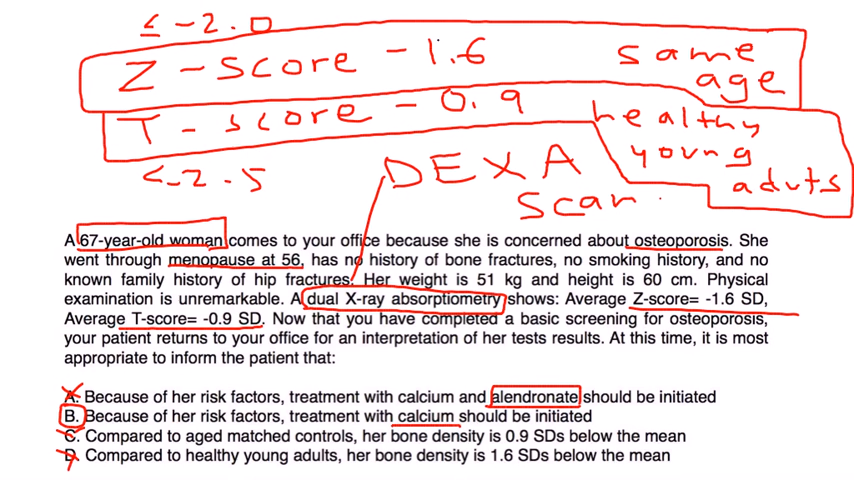 ≤ -2.0
Z - score - 1.6 same age
T - score - 0.9 healthy young aduts
<-2.5
DEXA scan
A 67-year-old woman comes to your office because she is concerned about osteoporosis. She
went through menopause at 56, has no history of bone fractures, no smoking history, and no
known family history of hip fractures. Her weight is 51 kg and height is 60 cm. Physical
examination is unremarkable. A dual X-ray absorptiometry shows: Average Z-score= -1.6 SD,
Average T-score= -0.9 SD. Now that you have completed a basic screening for osteoporosis,
your patient returns to your office for an interpretation of her tests results. At this time, it is most
appropriate to inform the patient that:
A. Because of her risk factors, treatment with calcium and alendronate should be initiated
B. Because of her risk factors, treatment with calcium should be initiated
C. Compared to aged matched controls, her bone density is 0.9 SDs below the mean
D. Compared to healthy young adults, her bone density is 1.6 SDs below the mean